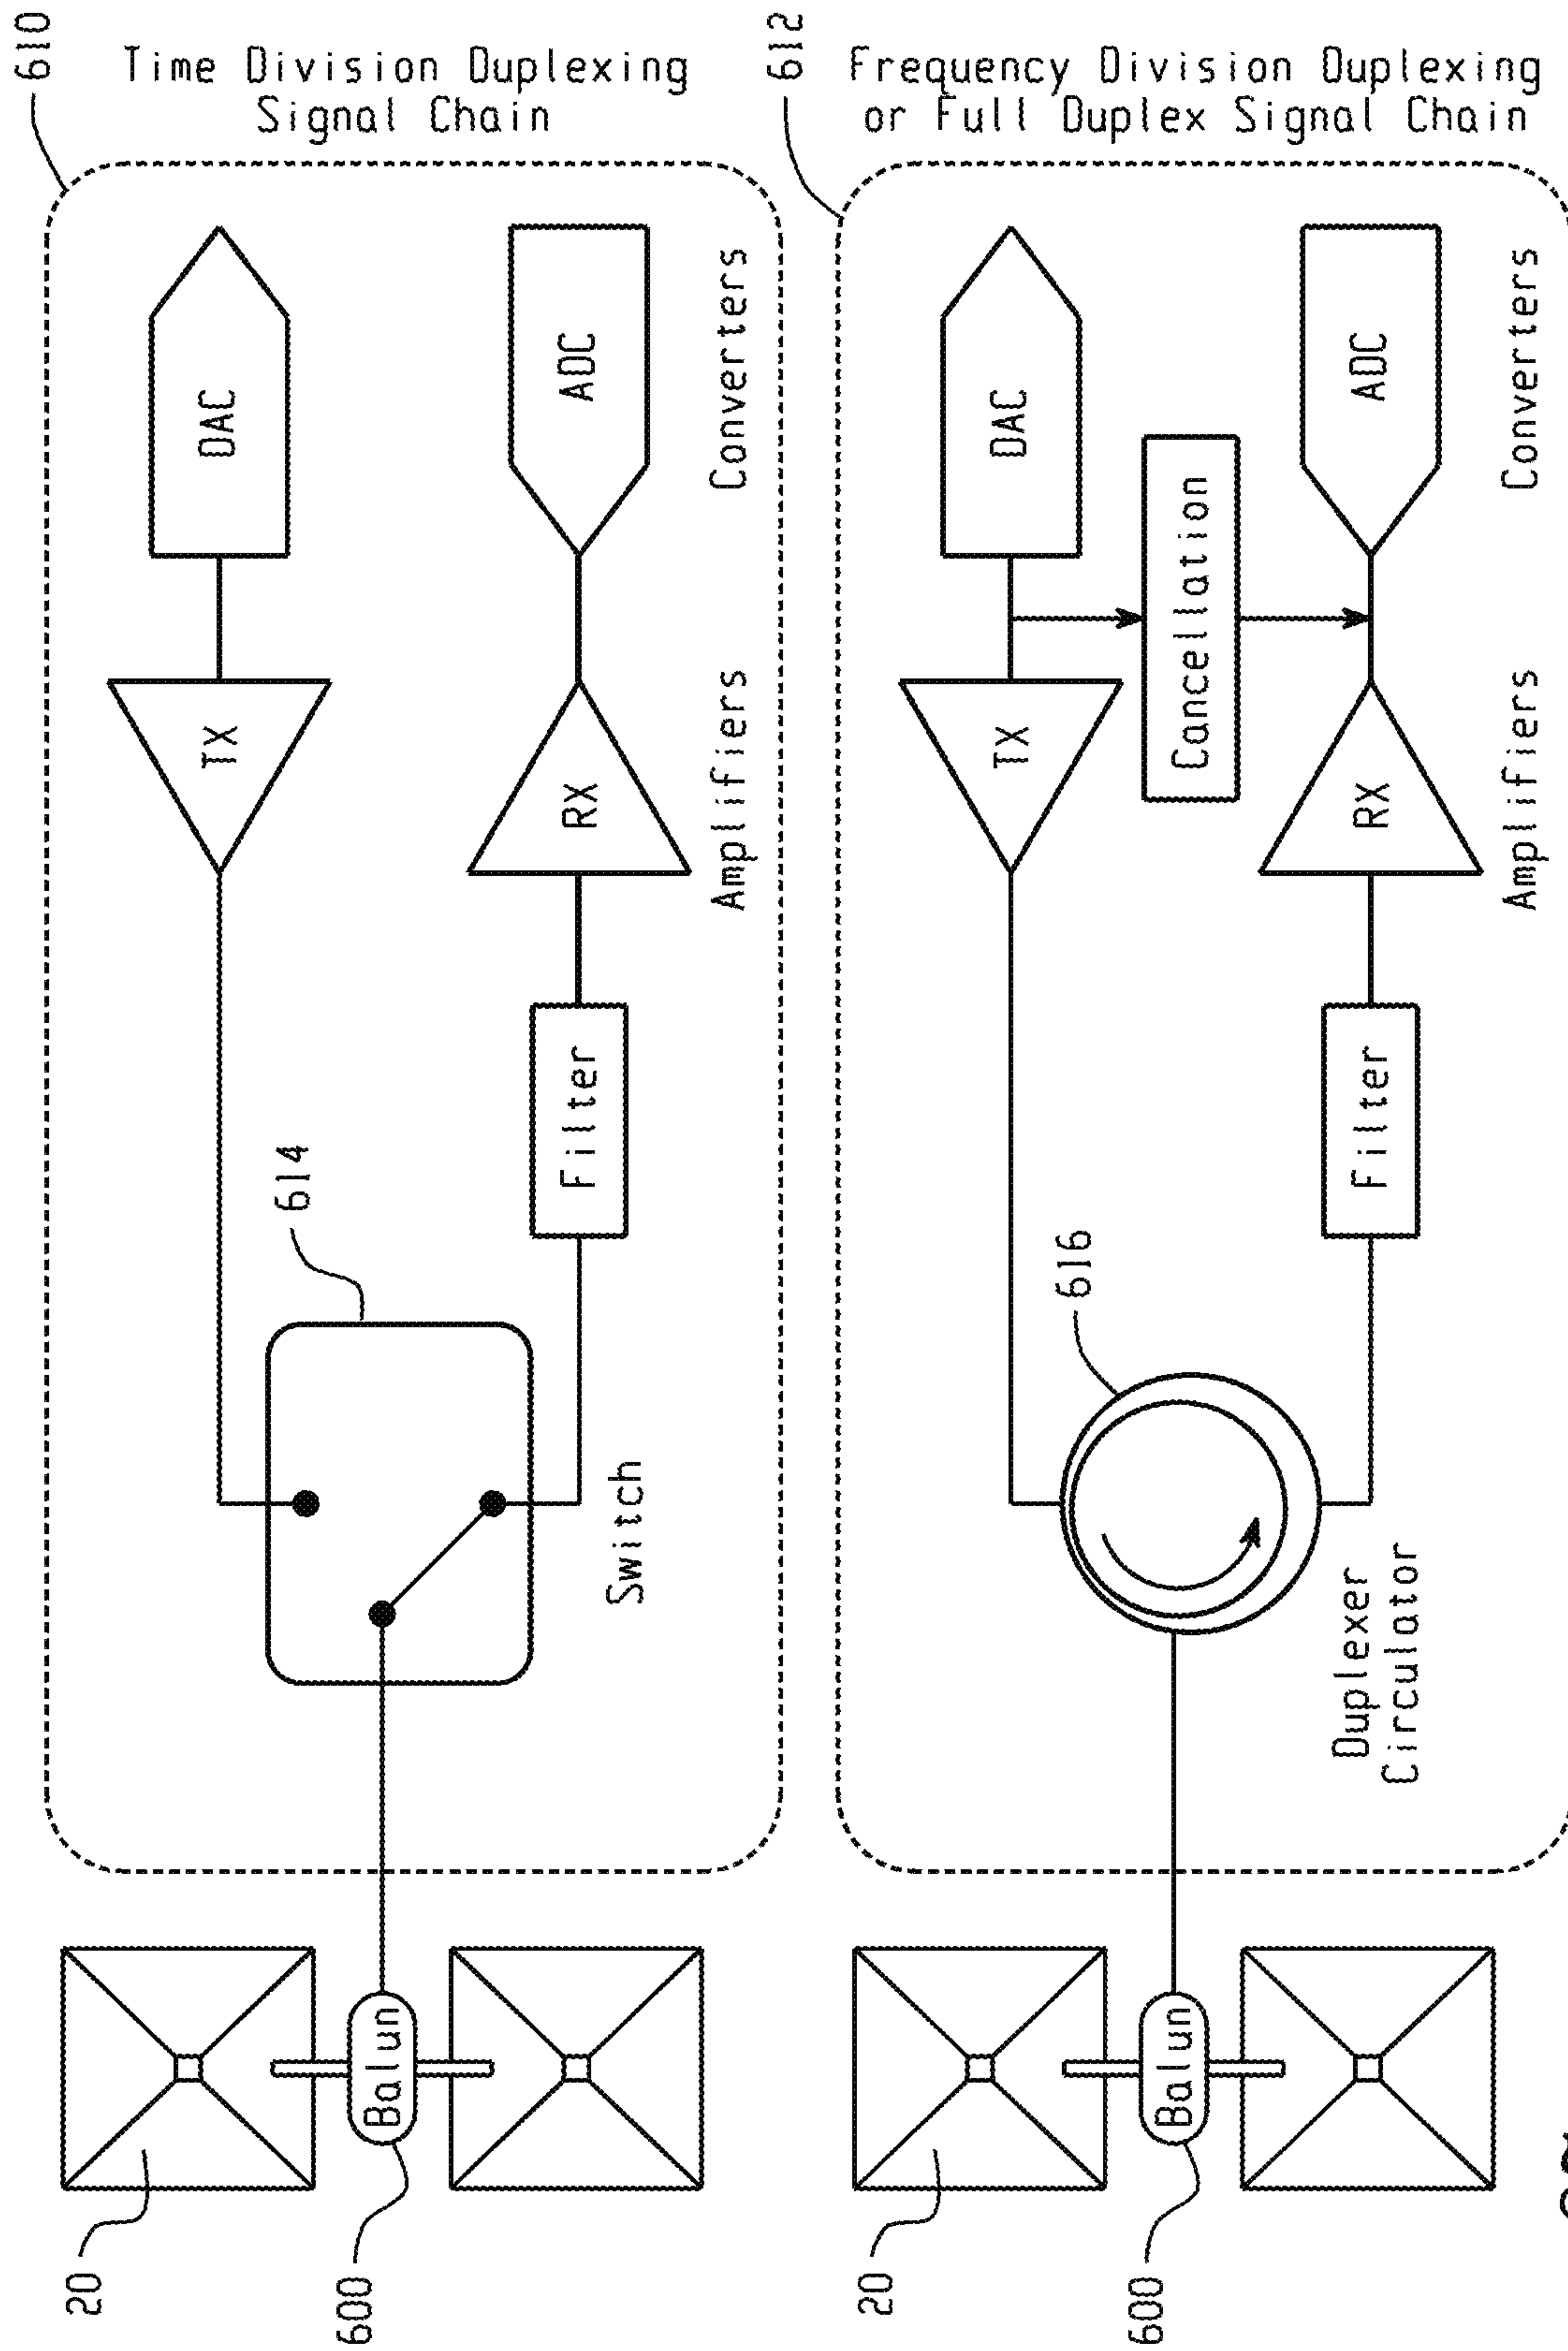 610
Time Division Duplexing
Signal Chain
DAC
ADC
Converters
TX
RX
Amplifiers
Filter
614
Switch
Balun
20
600
612
Frequency Division Duplexing
or Full Duplex Signal Chain
DAC
ADC
Converters
Cancellation
TX
RX
Amplifiers
Filter
616
Duplexer
Circulator
Balun
20
600